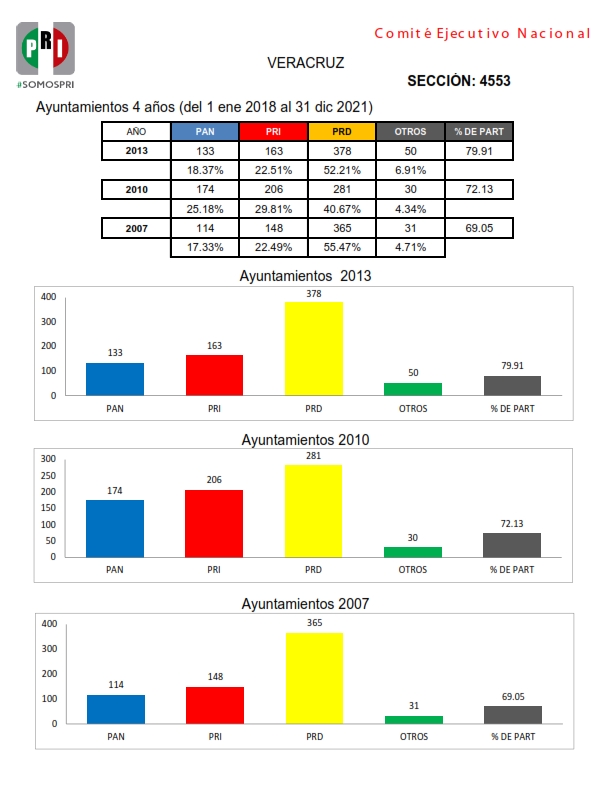 Comité Ejecutivo Nacional
PRI
#SOMOSPRI
VERACRUZ
SECCIÓN: 4553
Ayuntamientos 4 años (del 1 ene 2018 al 31 dic 2021)
AÑO PAN PRI PRD OTROS % DE PART
2013 133 163 378 50 79.91
18.37% 22.51% 52.21% 6.91%
2010 174 206 281 30 72.13
25.18% 29.81% 40.67% 4.34%
2007 114 148 365 31 69.05
17.33% 22.49% 55.47% 4.71%
Ayuntamientos 2013
400
300
200
100
0
133 163 378 50 79.91
PAN PRI PRD OTROS % DE PART
Ayuntamientos 2010
300
250
200
150
100
50
0
174 206 281 30 72.13
PAN PRI PRD OTROS % DE PART
Ayuntamientos 2007
400
300
200
100
0
114 148 365 31 69.05
PAN PRI PRD OTROS % DE PART